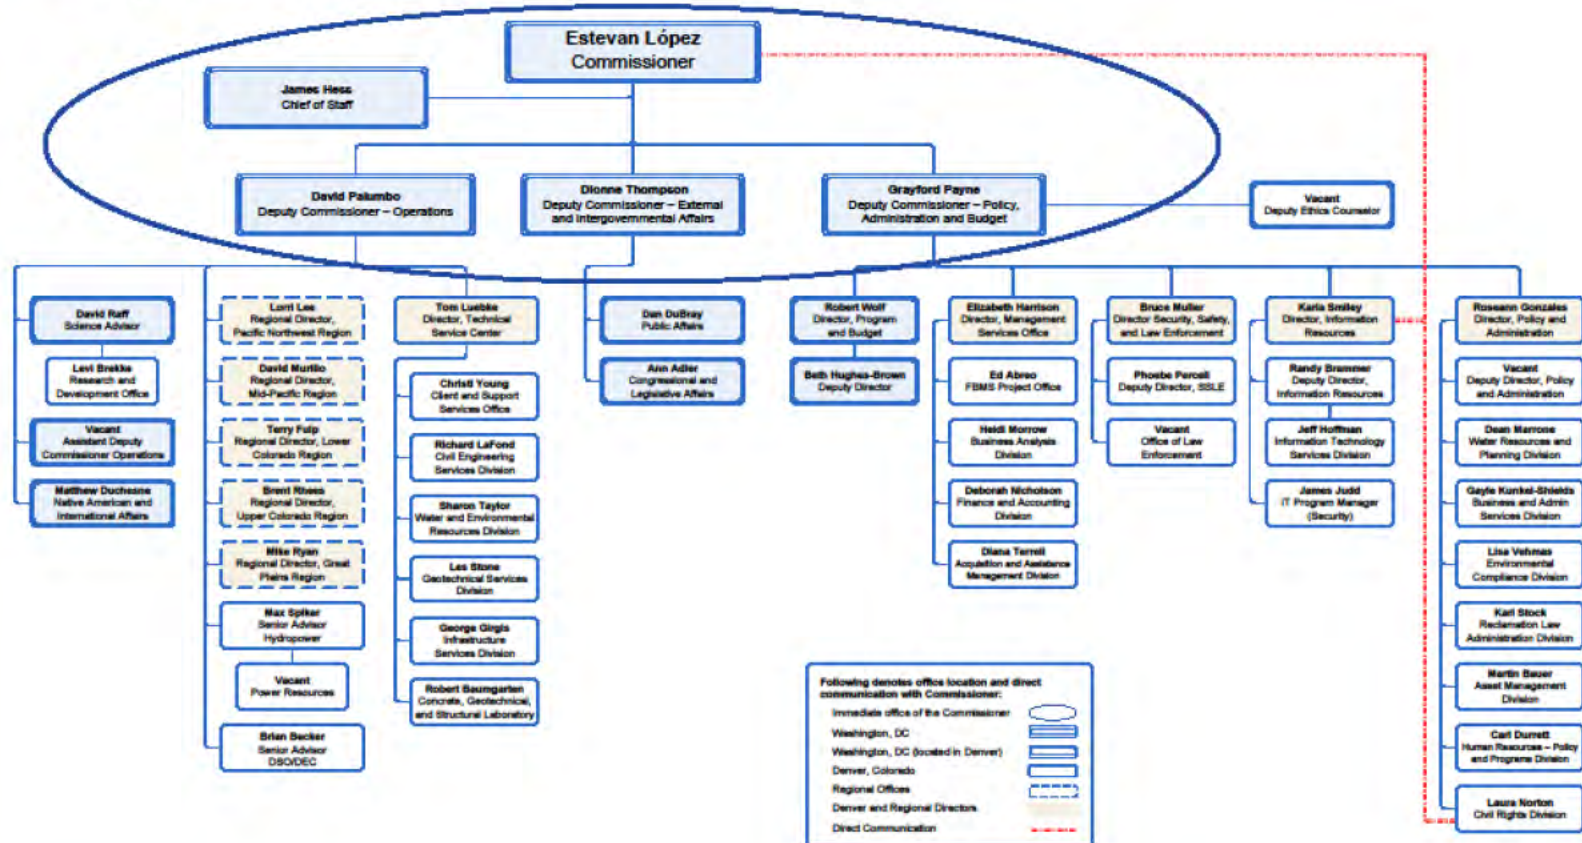 Estevan López
Commissioner
James Hess
Chief of Staff
David Palumbo
Deputy Commissioner – Operations
Dionne Thompson
Deputy Commissioner – External
and Intergovernmental Affairs
Grayford Payne
Deputy Commissioner – Policy,
Administration and Budget
Vacant
Deputy Ethics Counselor
David Raff
Science Advisor
Levi Brekke
Research and
Development Office
Vacant
Assistant Deputy
Commissioner Operations
Matthew Duchesne
Native American and
International Affairs
Lorri Lee
Regional Director,
Pacific Northwest Region
David Murillo
Regional Director,
Mid-Pacific Region
Terry Fulp
Regional Director, Lower
Colorado Region
Brent Rhees
Regional Director,
Upper Colorado Region
Mike Ryan
Regional Director, Great
Plains Region
Max Spiker
Senior Advisor
Hydropower
Vacant
Power Resources
Brian Becker
Senior Advisor
DSO/DEC
Tom Luebke
Director, Technical
Service Center
Christi Young
Client and Support
Services Office
Richard LaFond
Civil Engineering
Services Division
Sharon Taylor
Water and Environmental
Resources Division
Les Stone
Geotechnical Services
Division
George Girgis
Infrastructure
Services Division
Robert Baumgarten
Concrete, Geotechnical,
and Structural Laboratory
Dan DuBray
Public Affairs
Ann Adler
Congressional and
Legislative Affairs
Robert Wolf
Director, Program
and Budget
Beth Hughes-Brown
Deputy Director
Elizabeth Harrison
Director, Management
Services Office
Ed Abreo
FBMS Project Office
Heidi Morrow
Business Analysis
Division
Deborah Nicholson
Finance and Accounting
Division
Diana Terrell
Acquisition and Assistance
Management Division
Bruce Muller
Director Security, Safety,
and Law Enforcement
Phoebe Percell
Deputy Director, SSLE
Vacant
Office of Law
Enforcement
Karla Smiley
Director, Information
Resources
Randy Brammer
Deputy Director,
Information Resources
Jeff Hoffman
Information Technology
Services Division
James Judd
IT Program Manager
(Security)
Roseann Gonzales
Director, Policy and
Administration
Vacant
Deputy Director, Policy
and Administration
Dean Marrone
Water Resources and
Planning Division
Gayle Kunkel-Shields
Business and Admin
Services Division
Lisa Vehmas
Environmental
Compliance Division
Karl Stock
Reclamation Law
Administration Division
Martin Bauer
Asset Management
Division
Carl Durrett
Human Resources – Policy
and Programs Division
Laura Norton
Civil Rights Division
Following denotes office location and direct
communication with Commissioner:
Immediate office of the Commissioner
Washington, DC
Washington, DC (located in Denver)
Denver, Colorado
Regional Offices
Denver and Regional Directors
Direct Communication